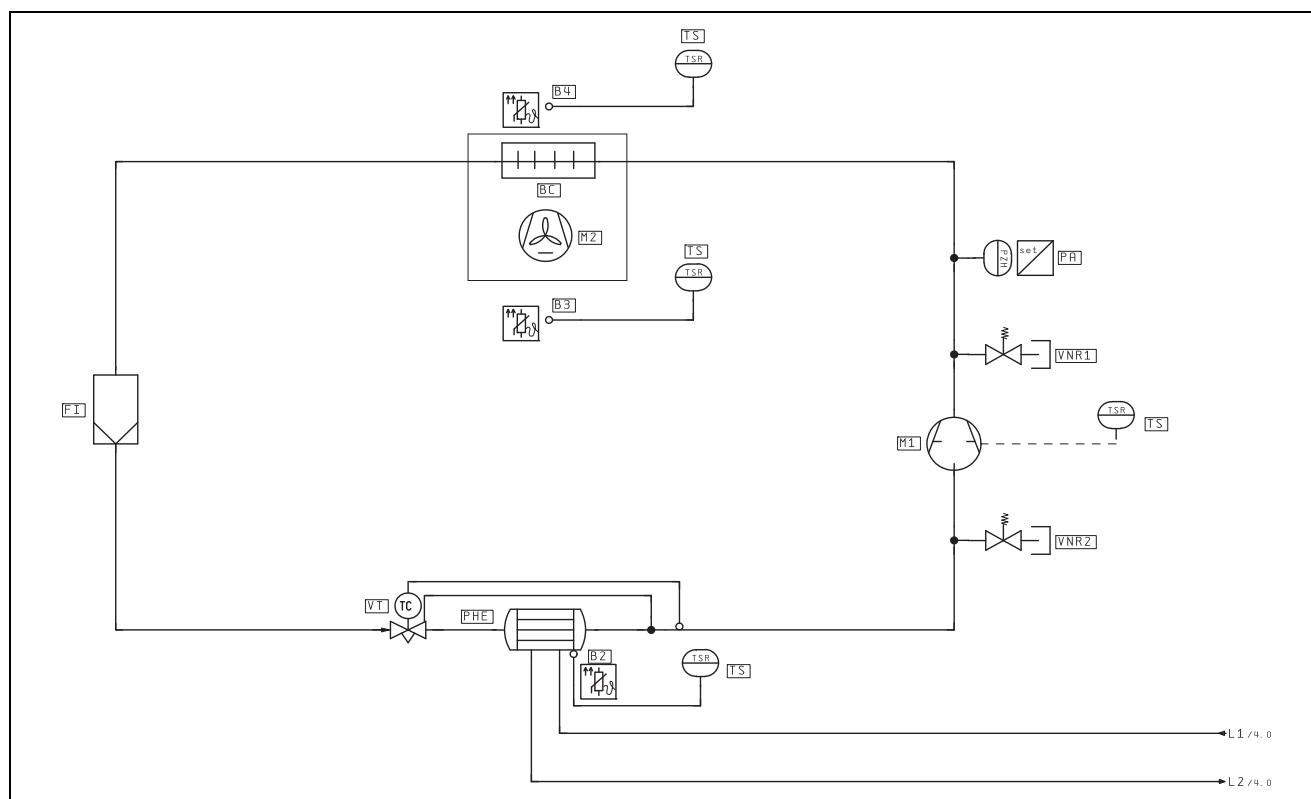 TS
TSR
B4
BC
M2
TS
TSR
B3
PZH
set
PA
VNR1
FI
TSR
TS
M1
VNR2
VT
TC
PHE
B2
TSR
TS
L1 /4.0
L2 /4.0